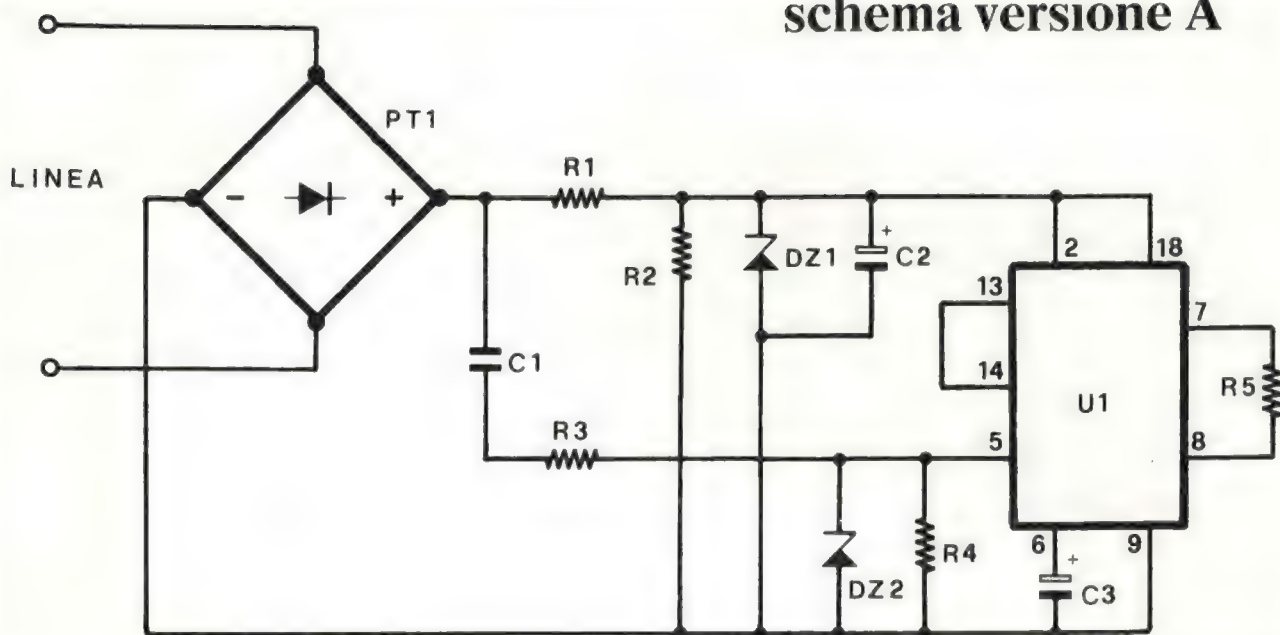 schema versione A
PT1
LINEA
-
+
R1
R2
DZ1
+
C2
2
18
13
14
7
U1
R5
C1
R3
5
8
DZ2
R4
6
9
+
C3